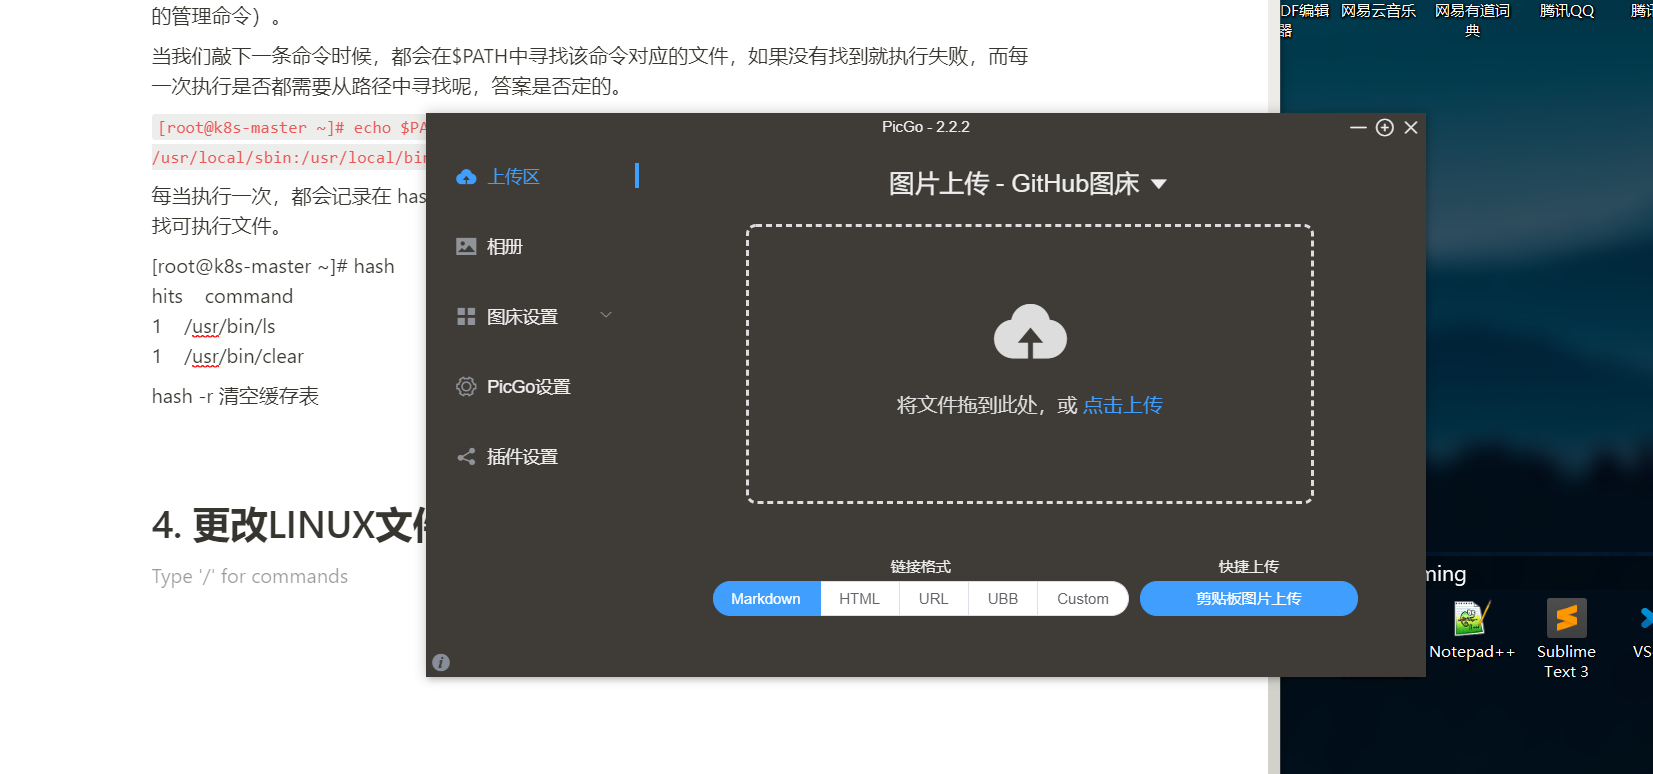 的管理命令）。
当我们敲下一条命令时候，都会在$PATH中寻找该命令对应的文件，如果没有找到就执行失败，而每
一次执行是否都需要从路径中寻找呢，答案是否定的。
[root@k8s-master ~]# echo $PA
/usr/local/sbin:/usr/local/bin
每当执行一次，都会记录在 has
找可执行文件。
[root@k8s-master ~]# hash
hits command
1 /usr/bin/ls
1 /usr/bin/clear
hash -r 清空缓存表
4. 更改LINUX文件
Type '/' for commands
PicGo - 2.2.2
上传区
相册
图床设置
PicGo设置
插件设置
图片上传 - GitHub图床
将文件拖到此处，或 点击上传
链接格式
Markdown HTML URL UBB Custom
快捷上传
剪贴板图片上传
DF编辑
器
网易云音乐
网易有道词
典
腾讯QQ
腾讯
ming
Notepad++
Sublime
Text 3
VS